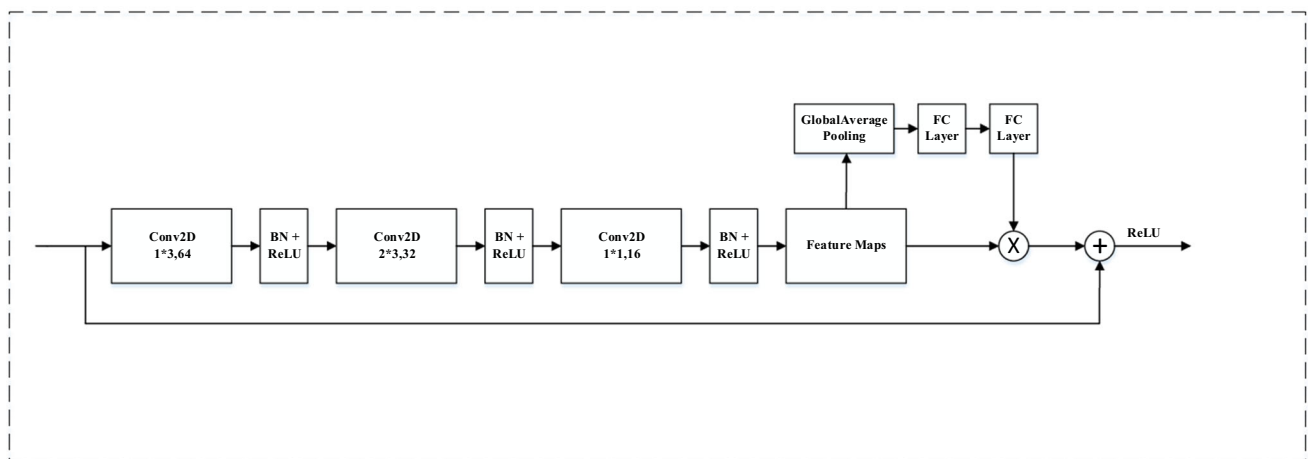 GlobalAverage
Pooling
FC
Layer
FC
Layer
Conv2D
1*3,64
BN +
ReLU
Conv2D
2*3,32
BN +
ReLU
Conv2D
1*1,16
BN +
ReLU
Feature Maps
X
+
ReLU